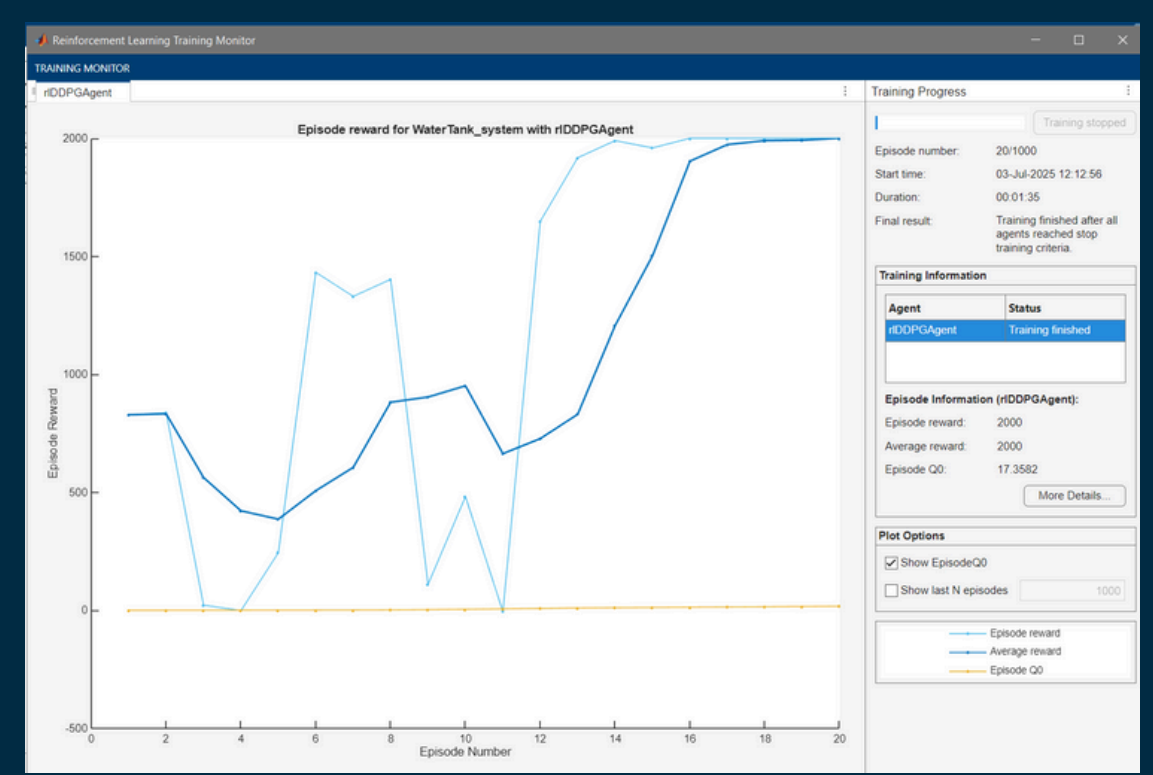 Reinforcement Learning Training Monitor
TRAINING MONITOR
rlDDPGAgent
Episode reward for WaterTank_system with rlDDPGAgent
2000
1500
1000
500
0
-500
Episode Reward
0 2 4 6 8 10 12 14 16 18 20
Episode Number
Training Progress
Training stopped
Episode number: 20/1000
Start time: 03-Jul-2025 12:12:56
Duration: 00:01:35
Final result: Training finished after all
agents reached stop
training criteria.
Training Information
Agent Status
rlDDPGAgent Training finished
Episode Information (rlDDPGAgent):
Episode reward: 2000
Average reward: 2000
Episode Q0: 17.3582
More Details...
Plot Options
Show EpisodeQ0
Show last N episodes 1000
Episode reward
Average reward
Episode Q0